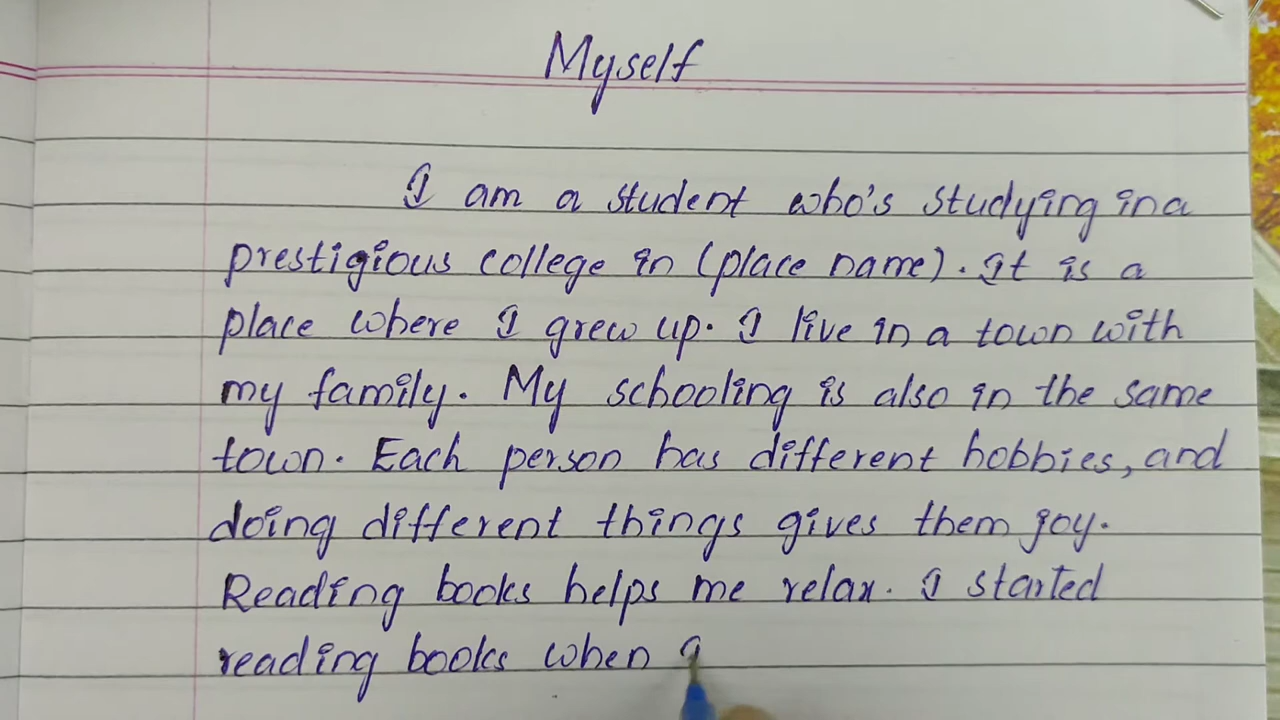 Myself
I am a student who's studying in a
prestigious college in (place name). It is a
place where I grew up. I live in a town with
my family. My schooling is also in the same
town. Each person has different hobbies, and
doing different things gives them joy.
Reading books helps me relax. I started
reading books when I